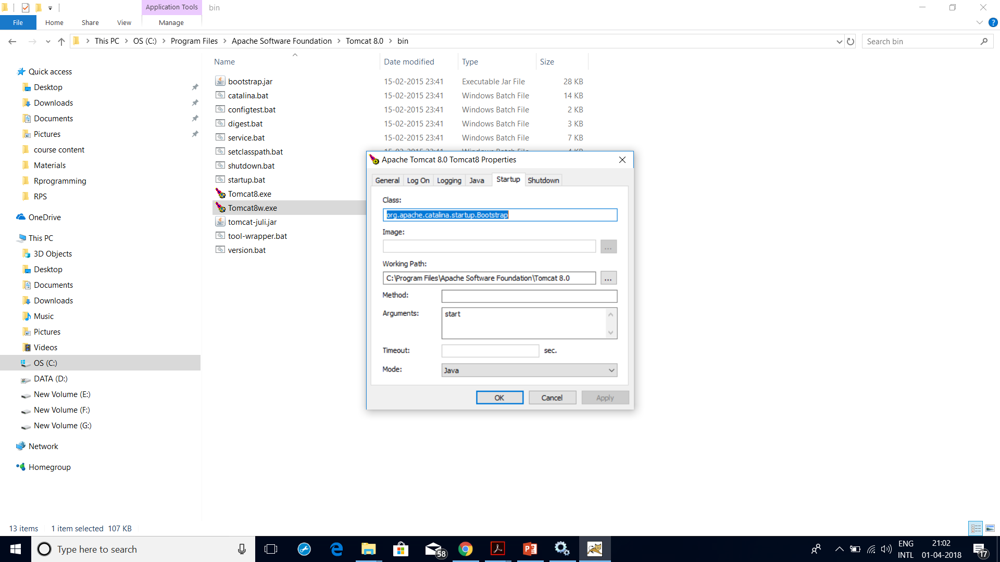 Application Tools
bin
File
Home
Share
View
Manage
This PC
OS (C:)
Program Files
Apache Software Foundation
Tomcat 8.0
bin
Search bin
Quick access
Desktop
Downloads
Documents
Pictures
course content
Materials
Rprogramming
RPS
OneDrive
This PC
3D Objects
Desktop
Documents
Downloads
Music
Pictures
Videos
OS (C:)
DATA (D:)
New Volume (E:)
New Volume (F:)
New Volume (G:)
Network
Homegroup
Name Date modified Type Size
bootstrap.jar 15-02-2015 23:41 Executable Jar File 28 KB
catalina.bat 15-02-2015 23:41 Windows Batch File 14 KB
configtest.bat 15-02-2015 23:41 Windows Batch File 2 KB
digest.bat 15-02-2015 23:41 Windows Batch File 3 KB
service.bat 15-02-2015 23:41 Windows Batch File 7 KB
setclasspath.bat 15-02-2015 23:41 Windows Batch File 4 KB
shutdown.bat
startup.bat
Tomcat8.exe
Tomcat8w.exe
tomcat-juli.jar
tool-wrapper.bat
version.bat
Apache Tomcat 8.0 Tomcat8 Properties
General Log On Logging Java Startup Shutdown
Class:
org.apache.catalina.startup.Bootstrap
Image:
...
Working Path:
C:\Program Files\Apache Software Foundation\Tomcat 8.0
...
Method:
Arguments: start
Timeout: sec.
Mode: Java
OK Cancel Apply
13 items 1 item selected 107 KB
Type here to search
58
ENG
INTL
21:02
01-04-2018
17